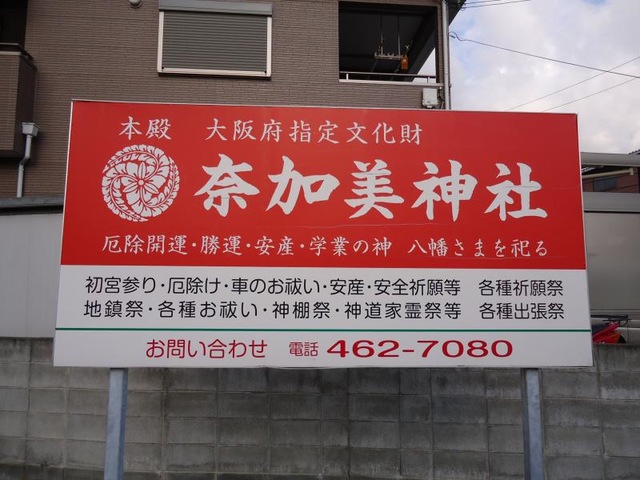 本殿 大阪府指定文化財
奈加美神社
厄除開運・勝運・安産・学業の神 八幡さまを祀る
初宮参り・厄除け・車のお祓い・安産・安全祈願等 各種祈願祭
地鎮祭・各種お祓い・神棚祭・神道家霊祭等 各種出張祭
お問い合わせ 電話 462-7080